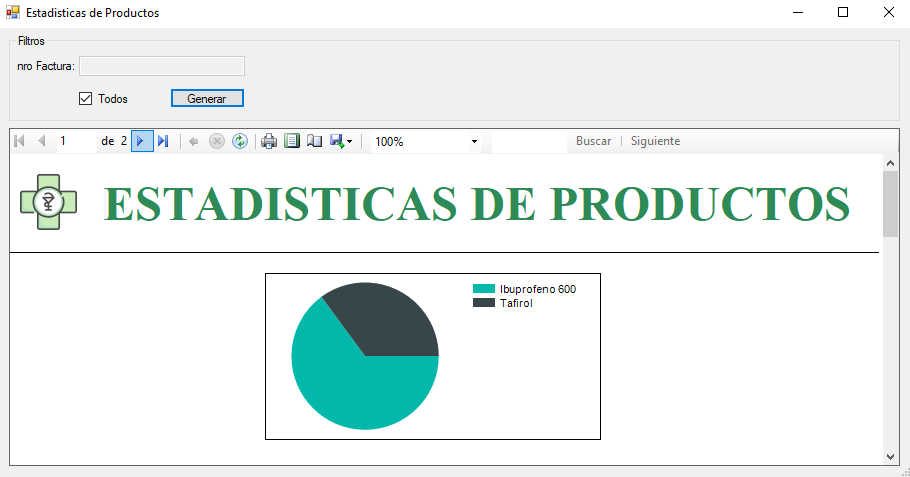 Estadisticas de Productos
Filtros
nro Factura:
Todos Generar
1 de 2 100% Buscar Siguiente
ESTADISTICAS DE PRODUCTOS
Ibuprofeno 600
Tafirol